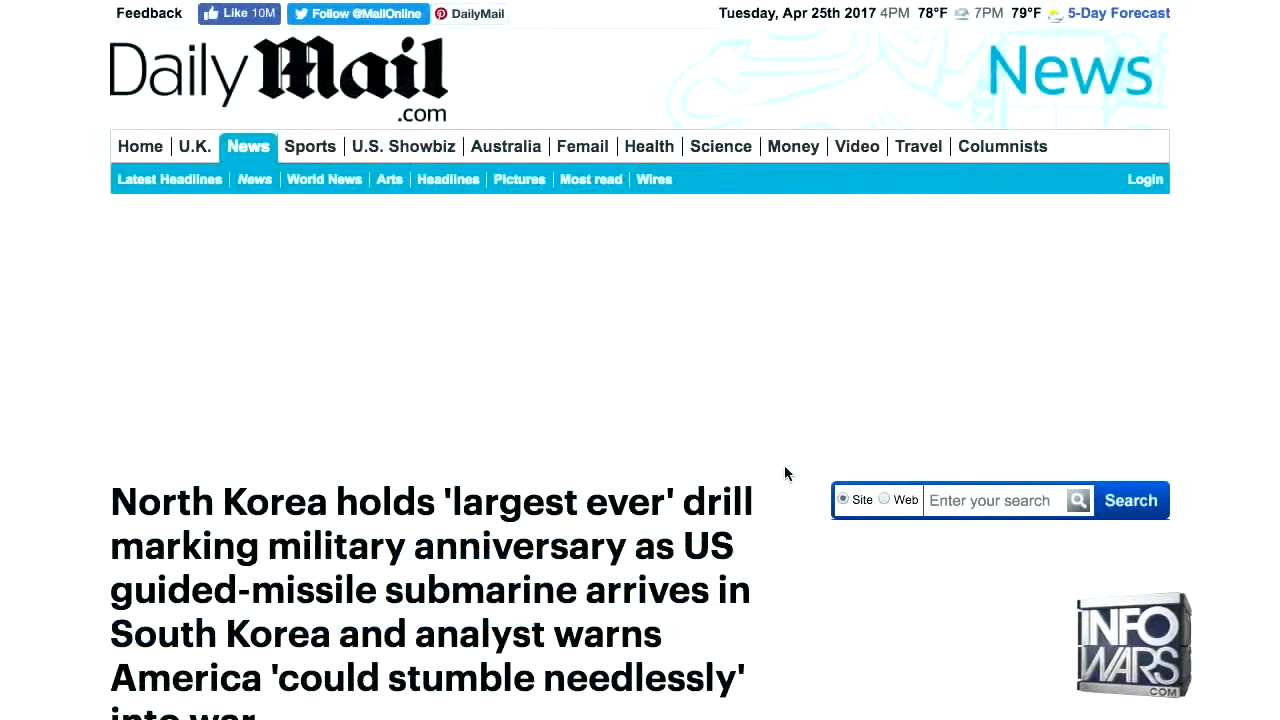 Feedback Like 10M Follow @MailOnline DailyMail Tuesday, Apr 25th 2017 4PM 78°F 7PM 79°F 5-Day Forecast
Daily Mail
.com
News
Home U.K. News Sports U.S. Showbiz Australia Femail Health Science Money Video Travel Columnists
Latest Headlines News World News Arts Headlines Pictures Most read Wires Login
North Korea holds 'largest ever' drill
marking military anniversary as US
guided-missile submarine arrives in
South Korea and analyst warns
America 'could stumble needlessly'
into war
Site Web Enter your search Search
INFO
WARS
.COM